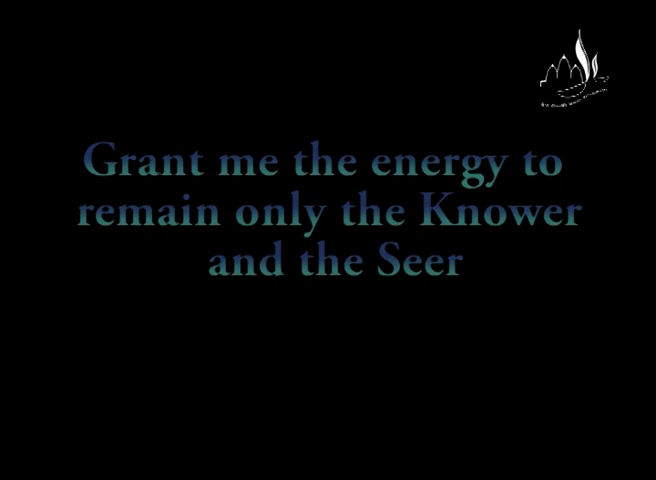 Grant me the energy to
remain only the Knower
and the Seer